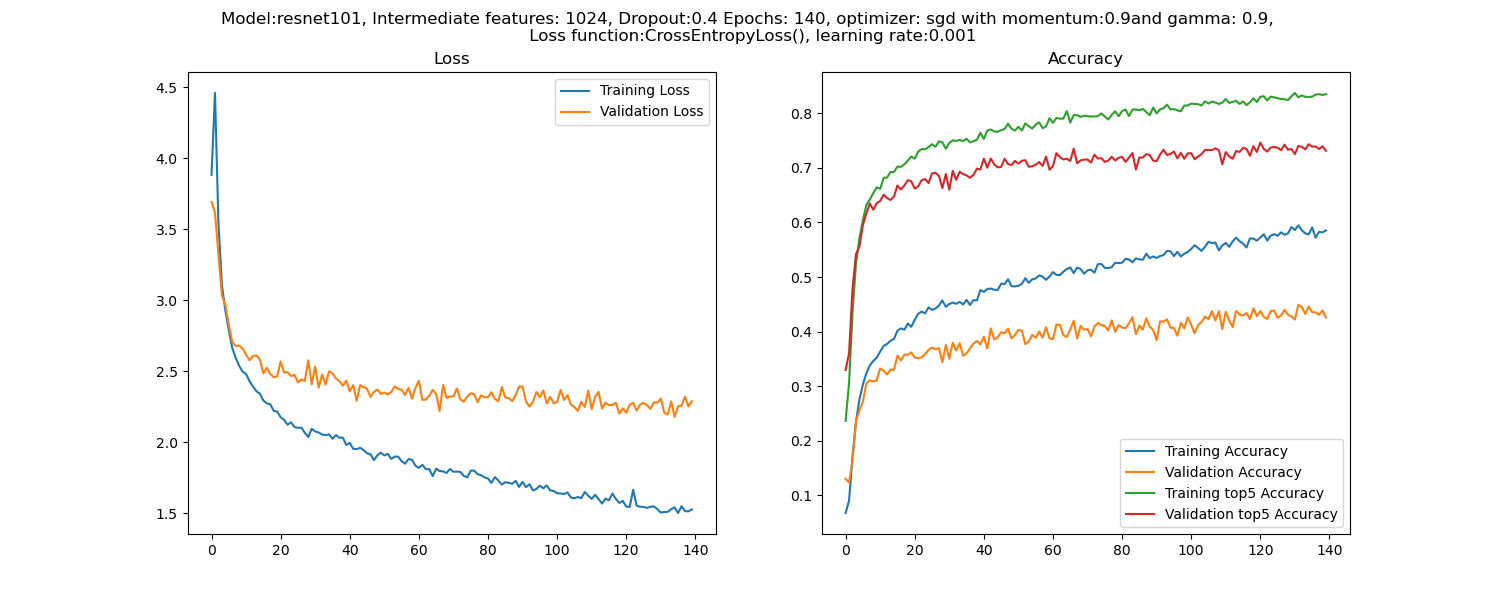 Model:resnet101, Intermediate features: 1024, Dropout:0.4 Epochs: 140, optimizer: sgd with momentum:0.9and gamma: 0.9,
Loss function:CrossEntropyLoss(), learning rate:0.001
Loss
4.5
4.0
3.5
3.0
2.5
2.0
1.5
0 20 40 60 80 100 120 140
Training Loss
Validation Loss
Accuracy
0.8
0.7
0.6
0.5
0.4
0.3
0.2
0.1
0 20 40 60 80 100 120 140
Training Accuracy
Validation Accuracy
Training top5 Accuracy
Validation top5 Accuracy